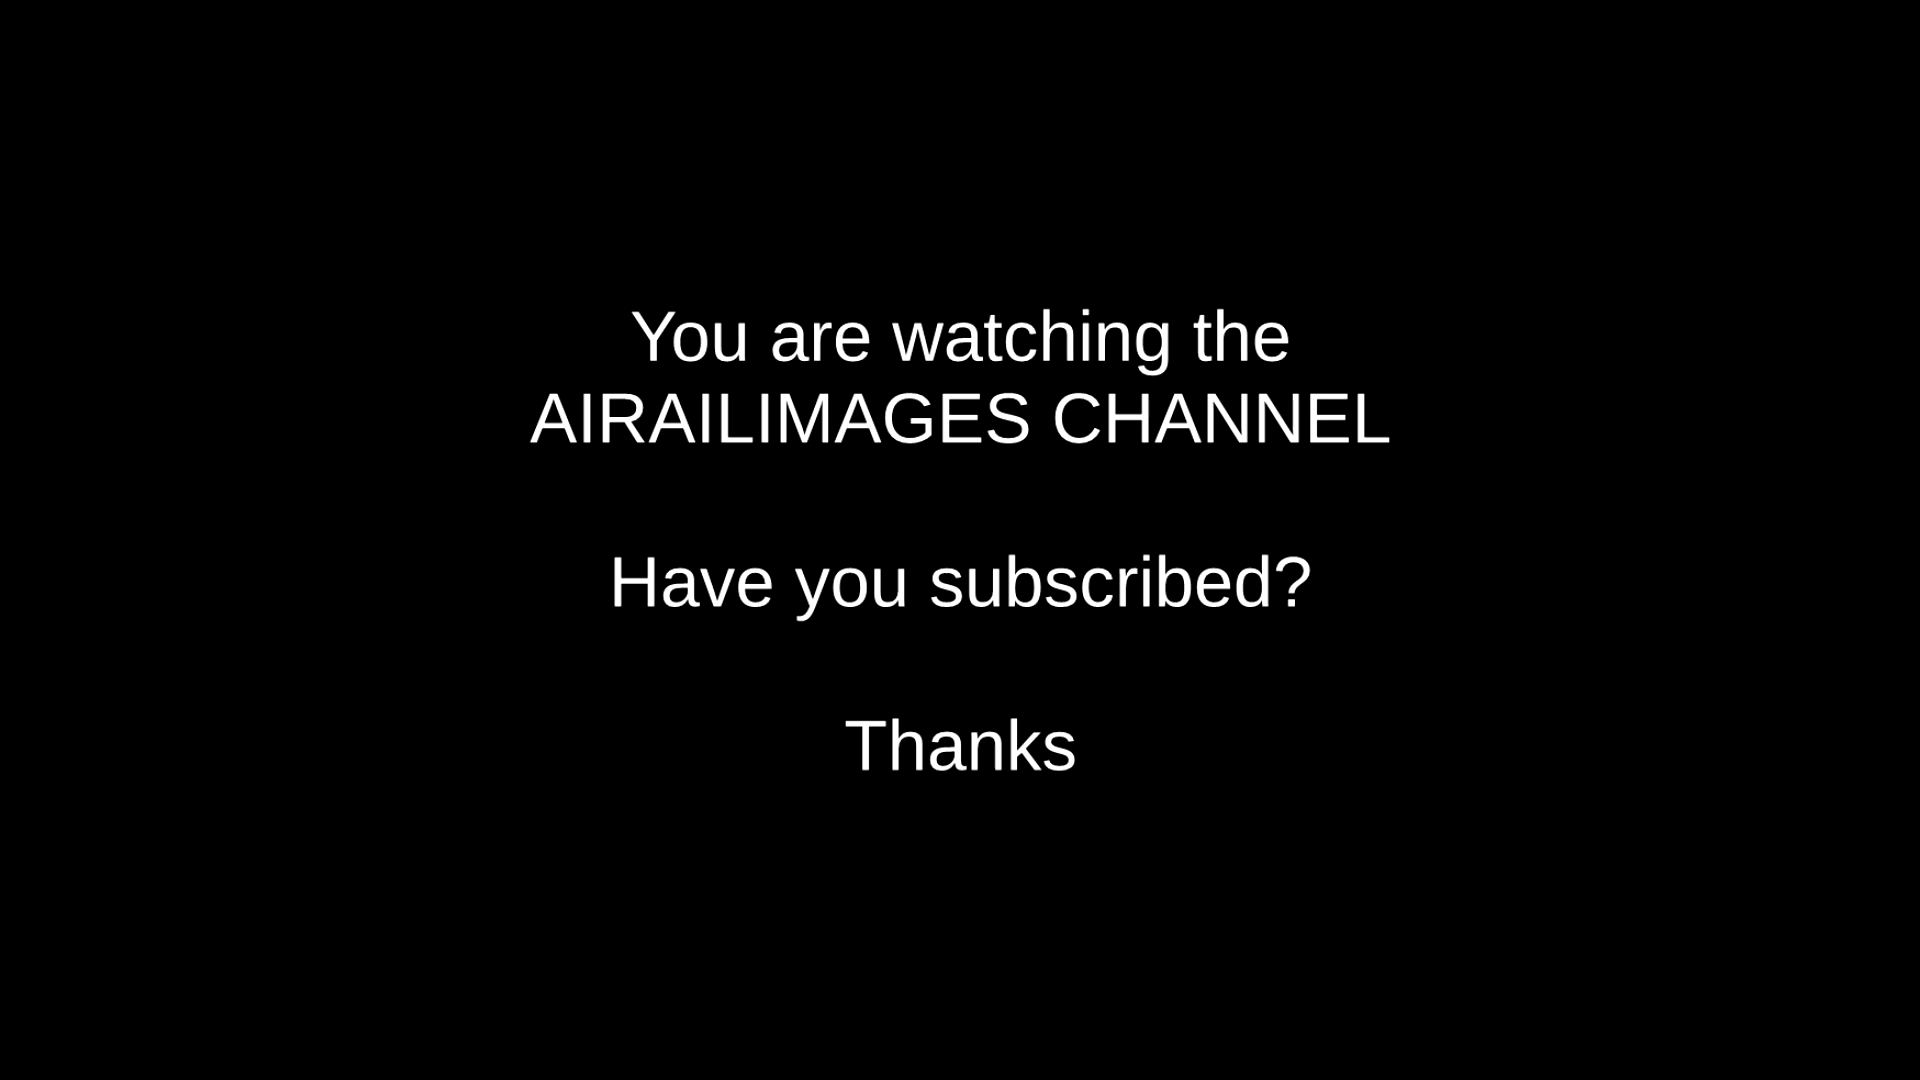 You are watching the
AIRAILIMAGES CHANNEL
Have you subscribed?
Thanks